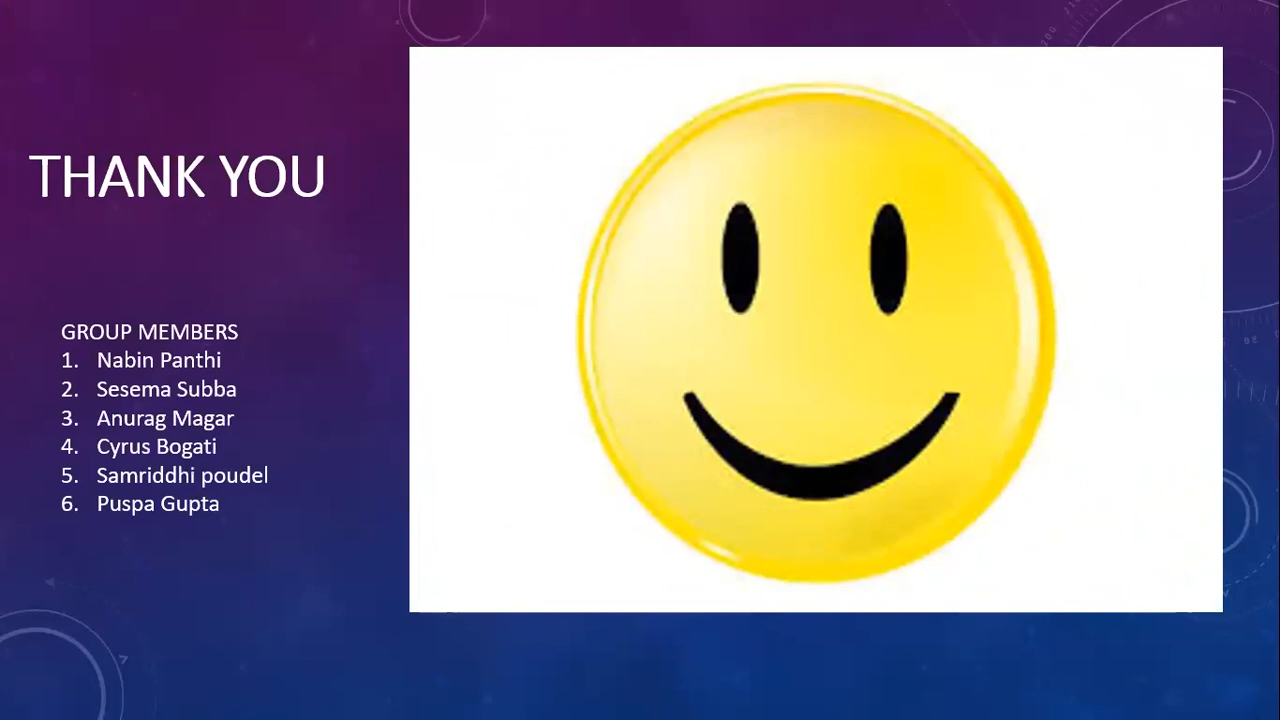 THANK YOU
GROUP MEMBERS
1. Nabin Panthi
2. Sesema Subba
3. Anurag Magar
4. Cyrus Bogati
5. Samriddhi poudel
6. Puspa Gupta